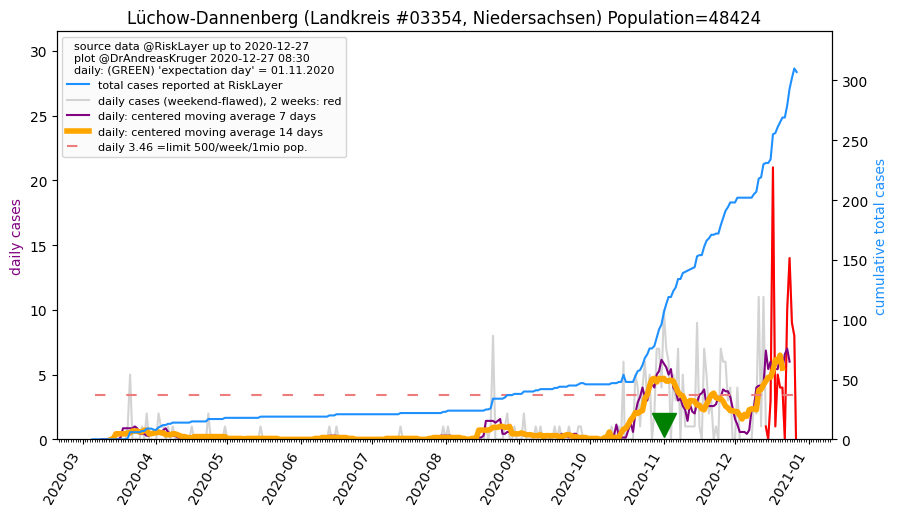 Lüchow-Dannenberg (Landkreis #03354, Niedersachsen) Population=48424
source data @RiskLayer up to 2020-12-27
plot @DrAndreasKruger 2020-12-27 08:30
daily: (GREEN) 'expectation day' = 01.11.2020
total cases reported at RiskLayer
daily cases (weekend-flawed), 2 weeks: red
daily: centered moving average 7 days
daily: centered moving average 14 days
daily 3.46 =limit 500/week/1mio pop.
daily cases
30
25
20
15
10
5
0
cumulative total cases
300
250
200
150
100
50
0
2020-03
2020-04
2020-05
2020-06
2020-07
2020-08
2020-09
2020-10
2020-11
2020-12
2021-01